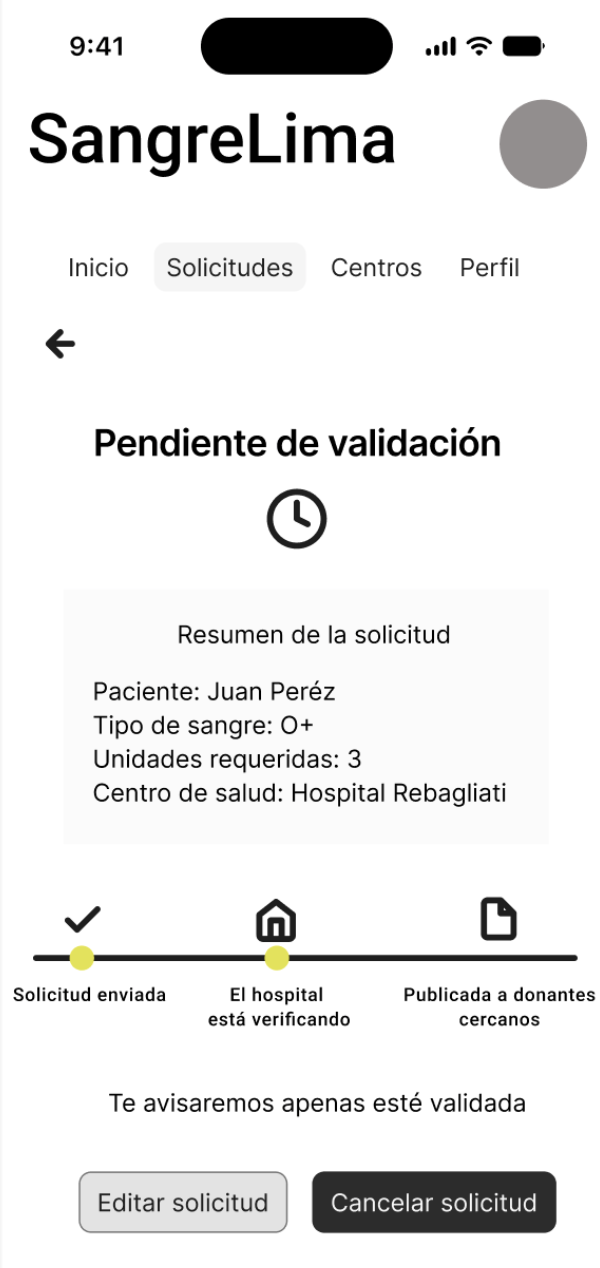 9:41
SangreLima
Inicio Solicitudes Centros Perfil
Pendiente de validación
Resumen de la solicitud
Paciente: Juan Peréz
Tipo de sangre: O+
Unidades requeridas: 3
Centro de salud: Hospital Rebagliati
Solicitud enviada
El hospital
está verificando
Publicada a donantes
cercanos
Te avisaremos apenas esté validada
Editar solicitud
Cancelar solicitud